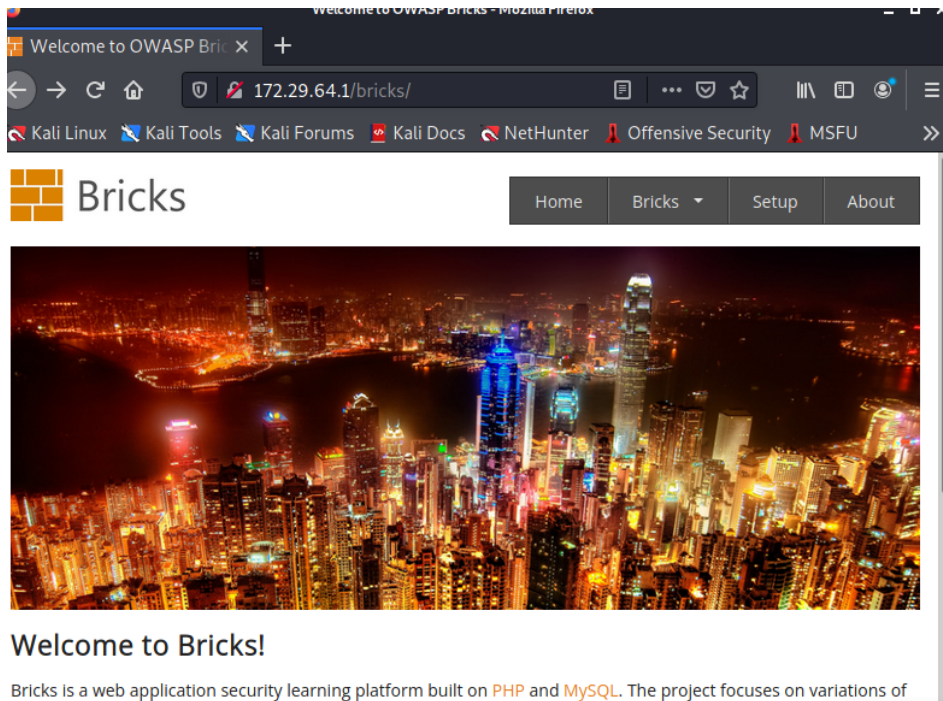 Welcome to OWASP Bricks - Mozilla Firefox
Welcome to OWASP Bric
172.29.64.1/bricks/
Kali Linux Kali Tools Kali Forums Kali Docs NetHunter Offensive Security MSFU
Bricks
Home Bricks Setup About
Welcome to Bricks!
Bricks is a web application security learning platform built on PHP and MySQL. The project focuses on variations of